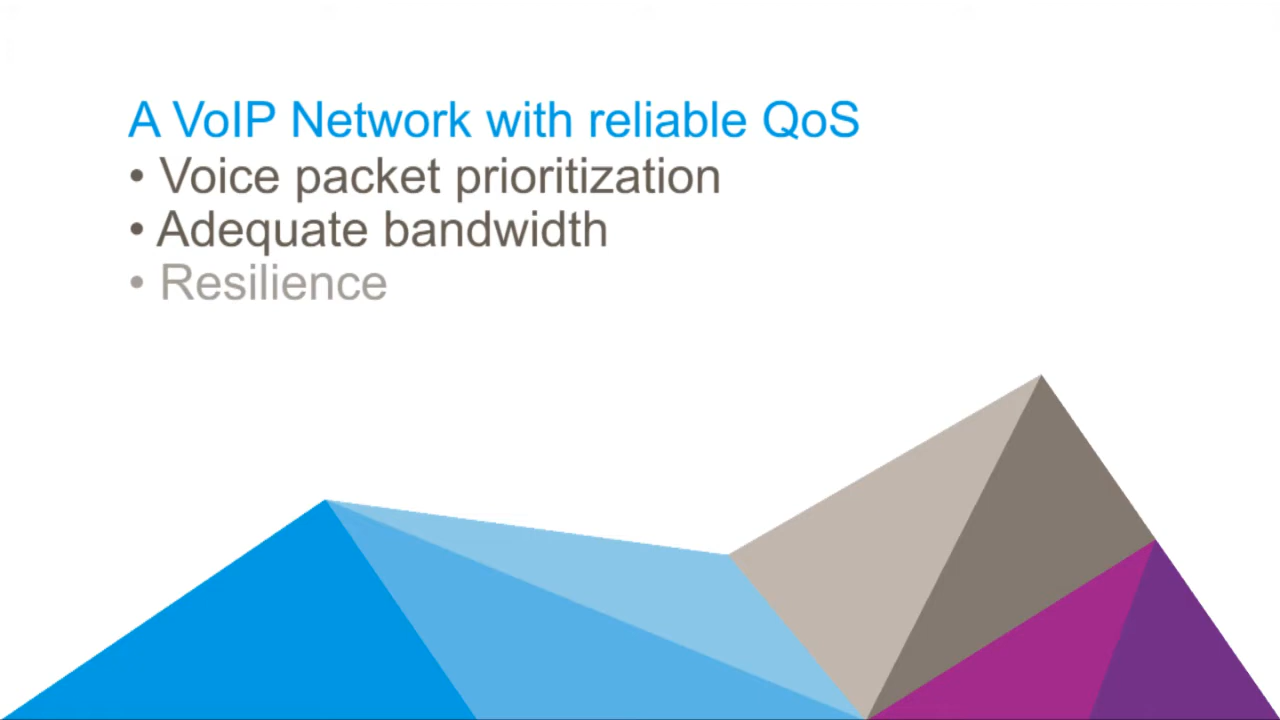 A VoIP Network with reliable QoS
• Voice packet prioritization
• Adequate bandwidth
• Resilience